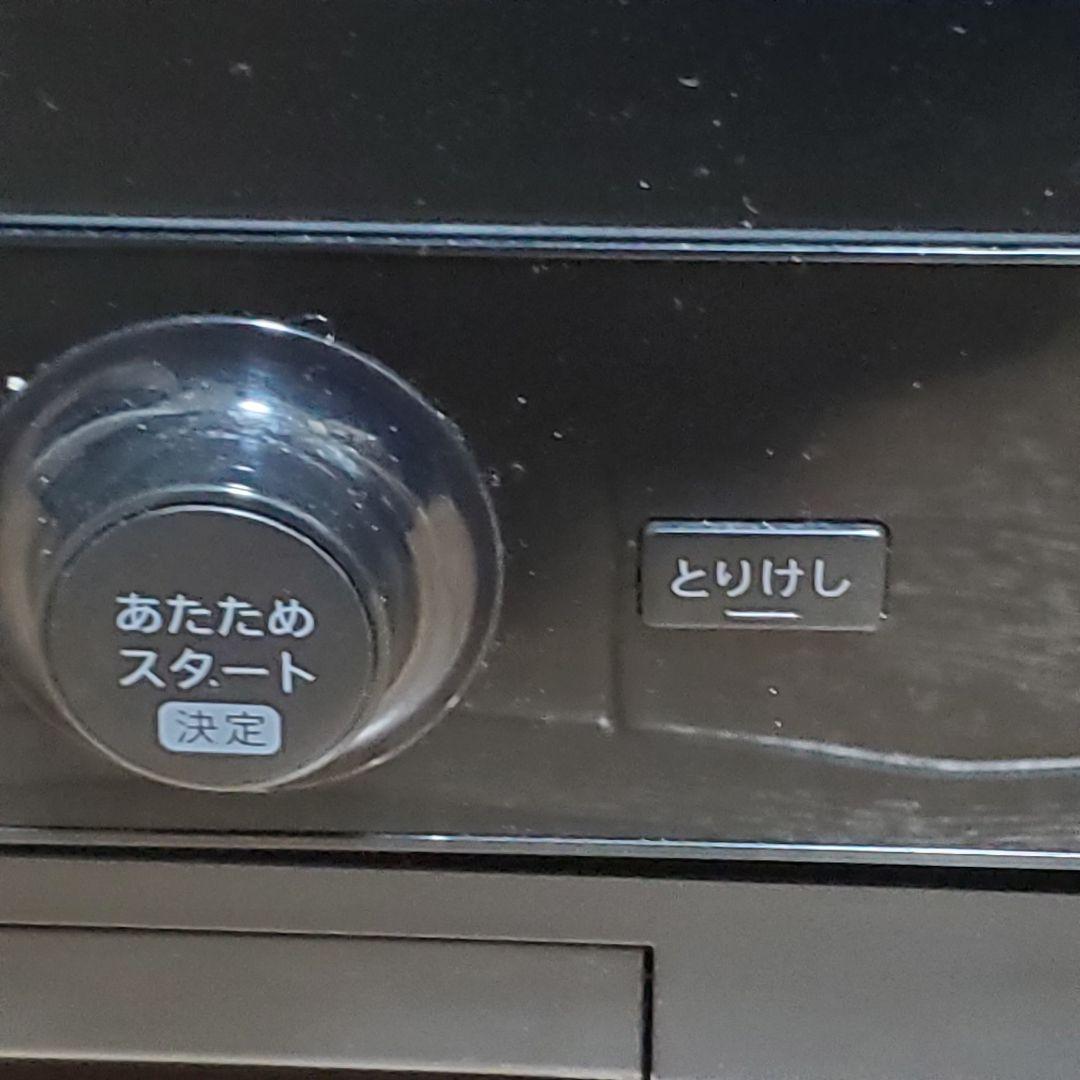 あたため
スタート
決定
とりけし